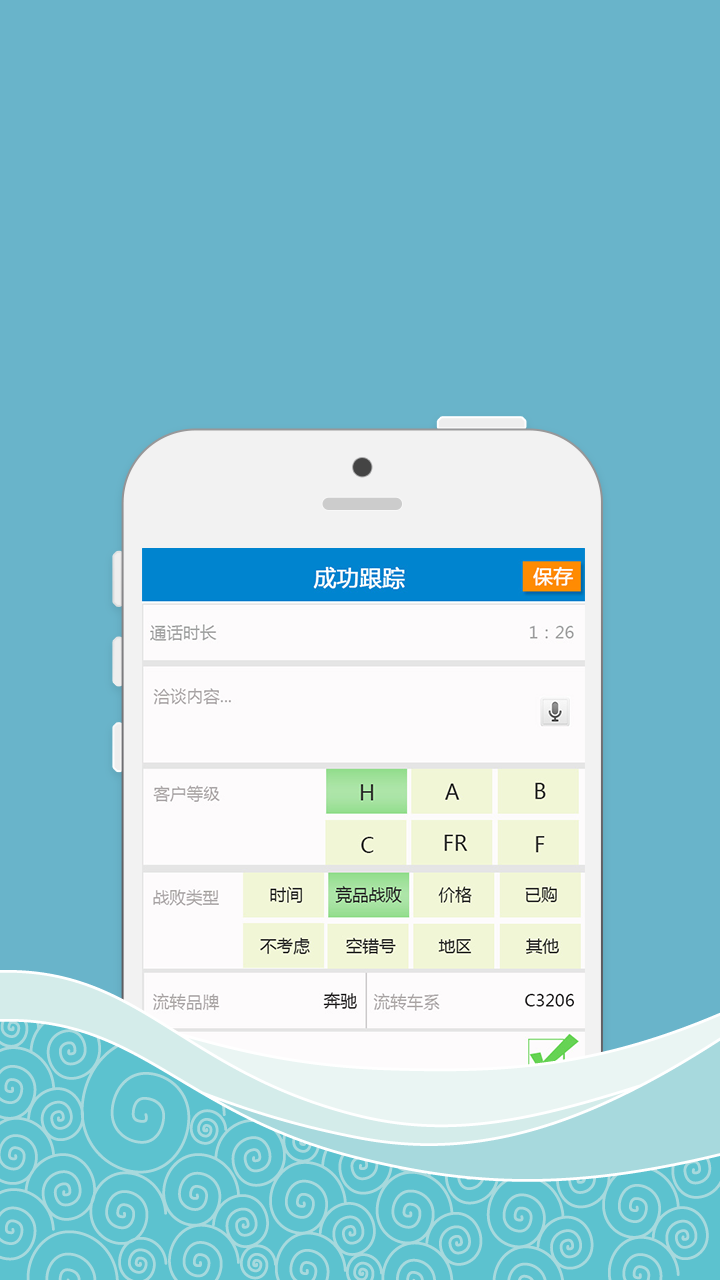 成功跟踪 保存
通话时长 1：26
洽谈内容...
客户等级 H A B
C FR F
战败类型 时间 竞品战败 价格 已购
不考虑 空错号 地区 其他
流转品牌 奔驰 流转车系 C3206